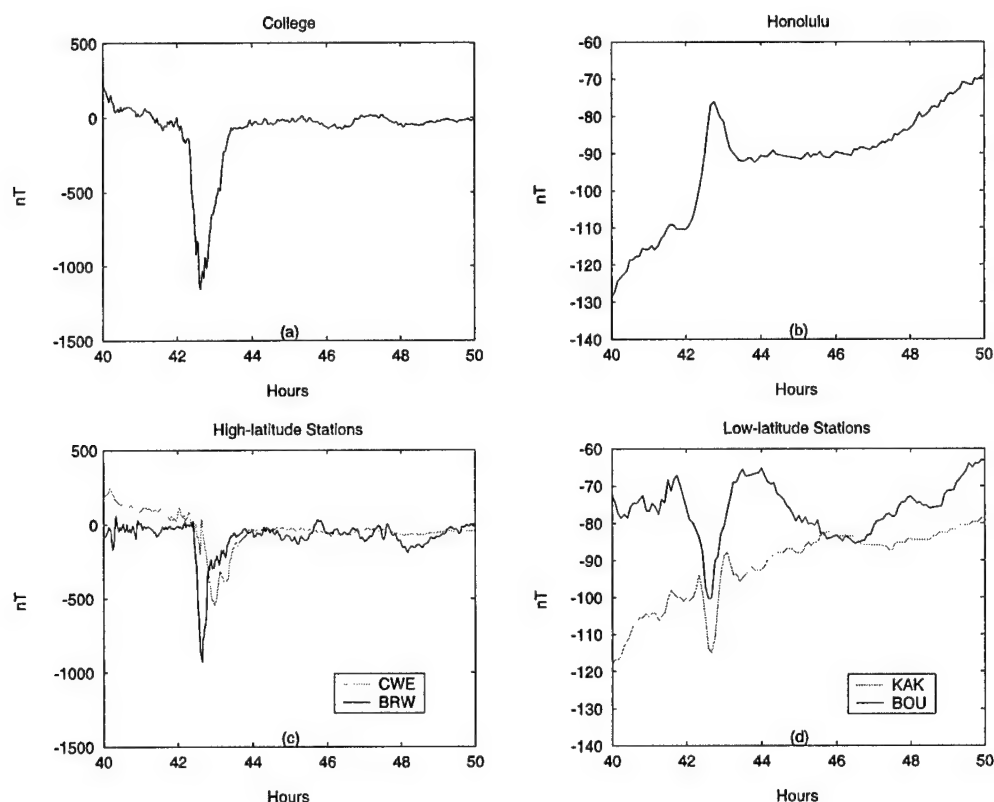 College
500
0
-500
-1000
-1500
nT
(a)
40 42 44 46 48 50
Hours
Honolulu
-60
-70
-80
-90
-100
-110
-120
-130
-140
nT
(b)
40 42 44 46 48 50
Hours
High-latitude Stations
500
0
-500
-1000
-1500
nT
CWE
BRW
(c)
40 42 44 46 48 50
Hours
Low-latitude Stations
-60
-70
-80
-90
-100
-110
-120
-130
-140
nT
KAK
BOU
(d)
40 42 44 46 48 50
Hours